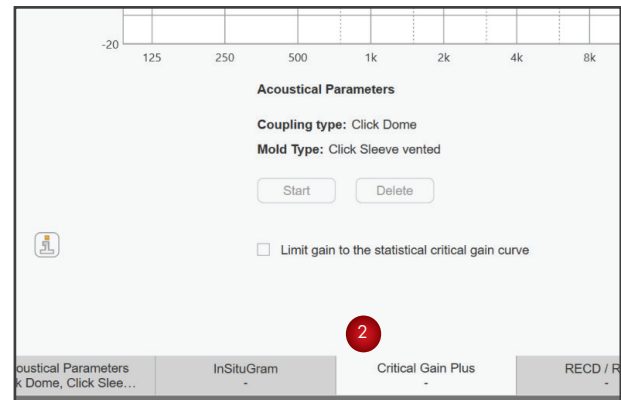 -20
125 250 500 1k 2k 4k 8k
Acoustical Parameters
Coupling type: Click Dome
Mold Type: Click Sleeve vented
Start Delete
Limit gain to the statistical critical gain curve
2
oustical Parameters InSituGram Critical Gain Plus RECD / R
k Dome, Click Slee... - - -